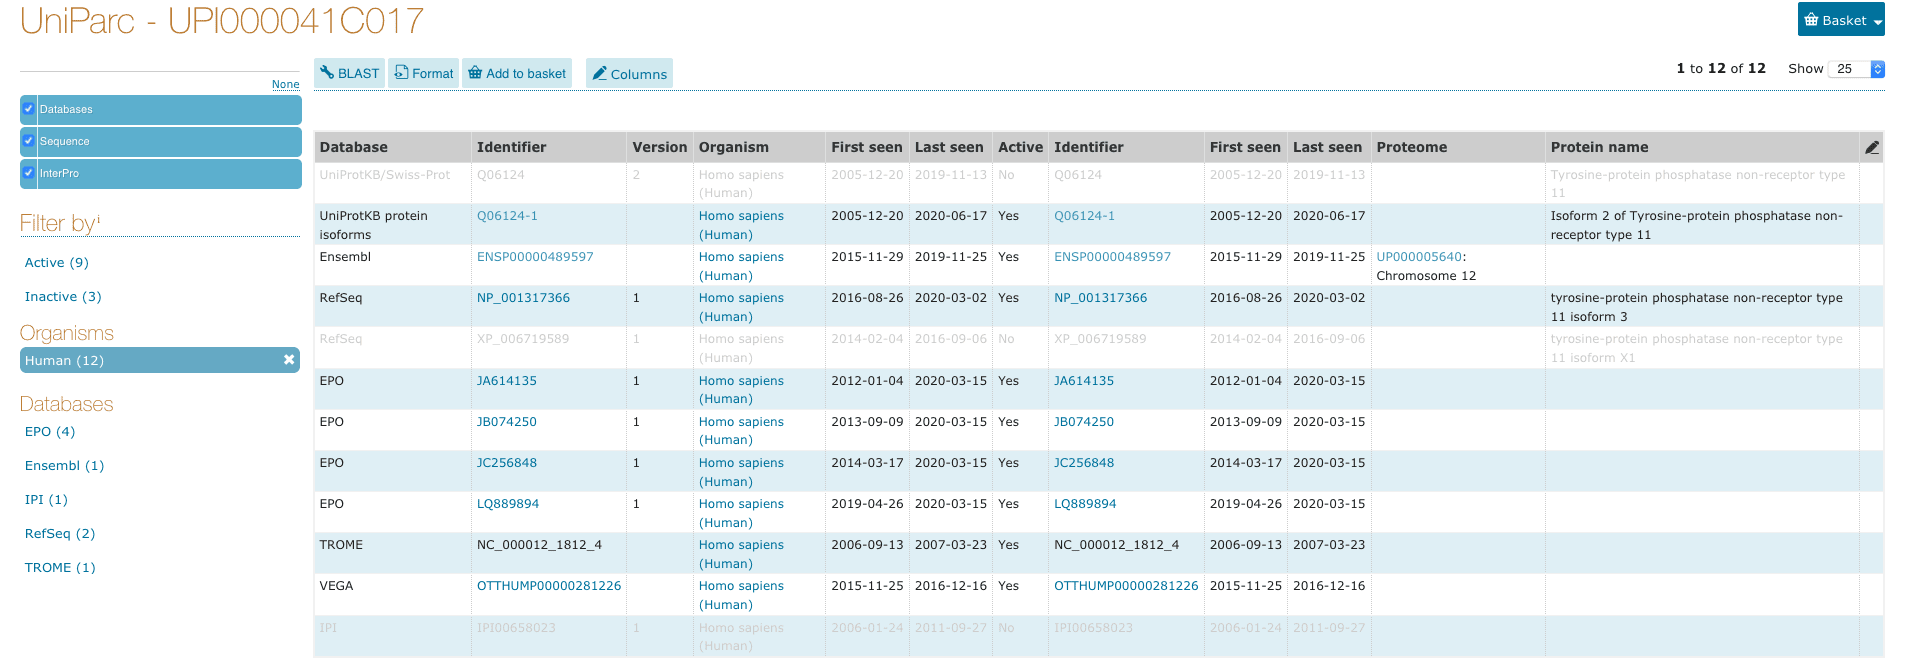 UniParc - UPI000041C017
Basket
None
Databases
Sequence
InterPro
Filter byⁱ
Active (9)
Inactive (3)
Organisms
Human (12)
Databases
EPO (4)
Ensembl (1)
IPI (1)
RefSeq (2)
TROME (1)
BLAST Format Add to basket Columns
1 to 12 of 12 Show 25
Database Identifier Version Organism First seen Last seen Active Identifier First seen Last seen Proteome Protein name
UniProtKB/Swiss-Prot Q06124 2 Homo sapiens 2005-12-20 2019-11-13 No Q06124 2005-12-20 2019-11-13 Tyrosine-protein phosphatase non-receptor type
(Human) 11
UniProtKB protein Q06124-1 Homo sapiens 2005-12-20 2020-06-17 Yes Q06124-1 2005-12-20 2020-06-17 Isoform 2 of Tyrosine-protein phosphatase non-
isoforms (Human) receptor type 11
Ensembl ENSP00000489597 Homo sapiens 2015-11-29 2019-11-25 Yes ENSP00000489597 2015-11-29 2019-11-25 UP000005640:
(Human) Chromosome 12
RefSeq NP_001317366 1 Homo sapiens 2016-08-26 2020-03-02 Yes NP_001317366 2016-08-26 2020-03-02 tyrosine-protein phosphatase non-receptor type
(Human) 11 isoform 3
RefSeq XP_006719589 1 Homo sapiens 2014-02-04 2016-09-06 No XP_006719589 2014-02-04 2016-09-06 tyrosine-protein phosphatase non-receptor type
(Human) 11 isoform X1
EPO JA614135 1 Homo sapiens 2012-01-04 2020-03-15 Yes JA614135 2012-01-04 2020-03-15
(Human)
EPO JB074250 1 Homo sapiens 2013-09-09 2020-03-15 Yes JB074250 2013-09-09 2020-03-15
(Human)
EPO JC256848 1 Homo sapiens 2014-03-17 2020-03-15 Yes JC256848 2014-03-17 2020-03-15
(Human)
EPO LQ889894 1 Homo sapiens 2019-04-26 2020-03-15 Yes LQ889894 2019-04-26 2020-03-15
(Human)
TROME NC_000012_1812_4 Homo sapiens 2006-09-13 2007-03-23 Yes NC_000012_1812_4 2006-09-13 2007-03-23
(Human)
VEGA OTTHUMP00000281226 Homo sapiens 2015-11-25 2016-12-16 Yes OTTHUMP00000281226 2015-11-25 2016-12-16
(Human)
IPI IPI00658023 1 Homo sapiens 2006-01-24 2011-09-27 No IPI00658023 2006-01-24 2011-09-27
(Human)